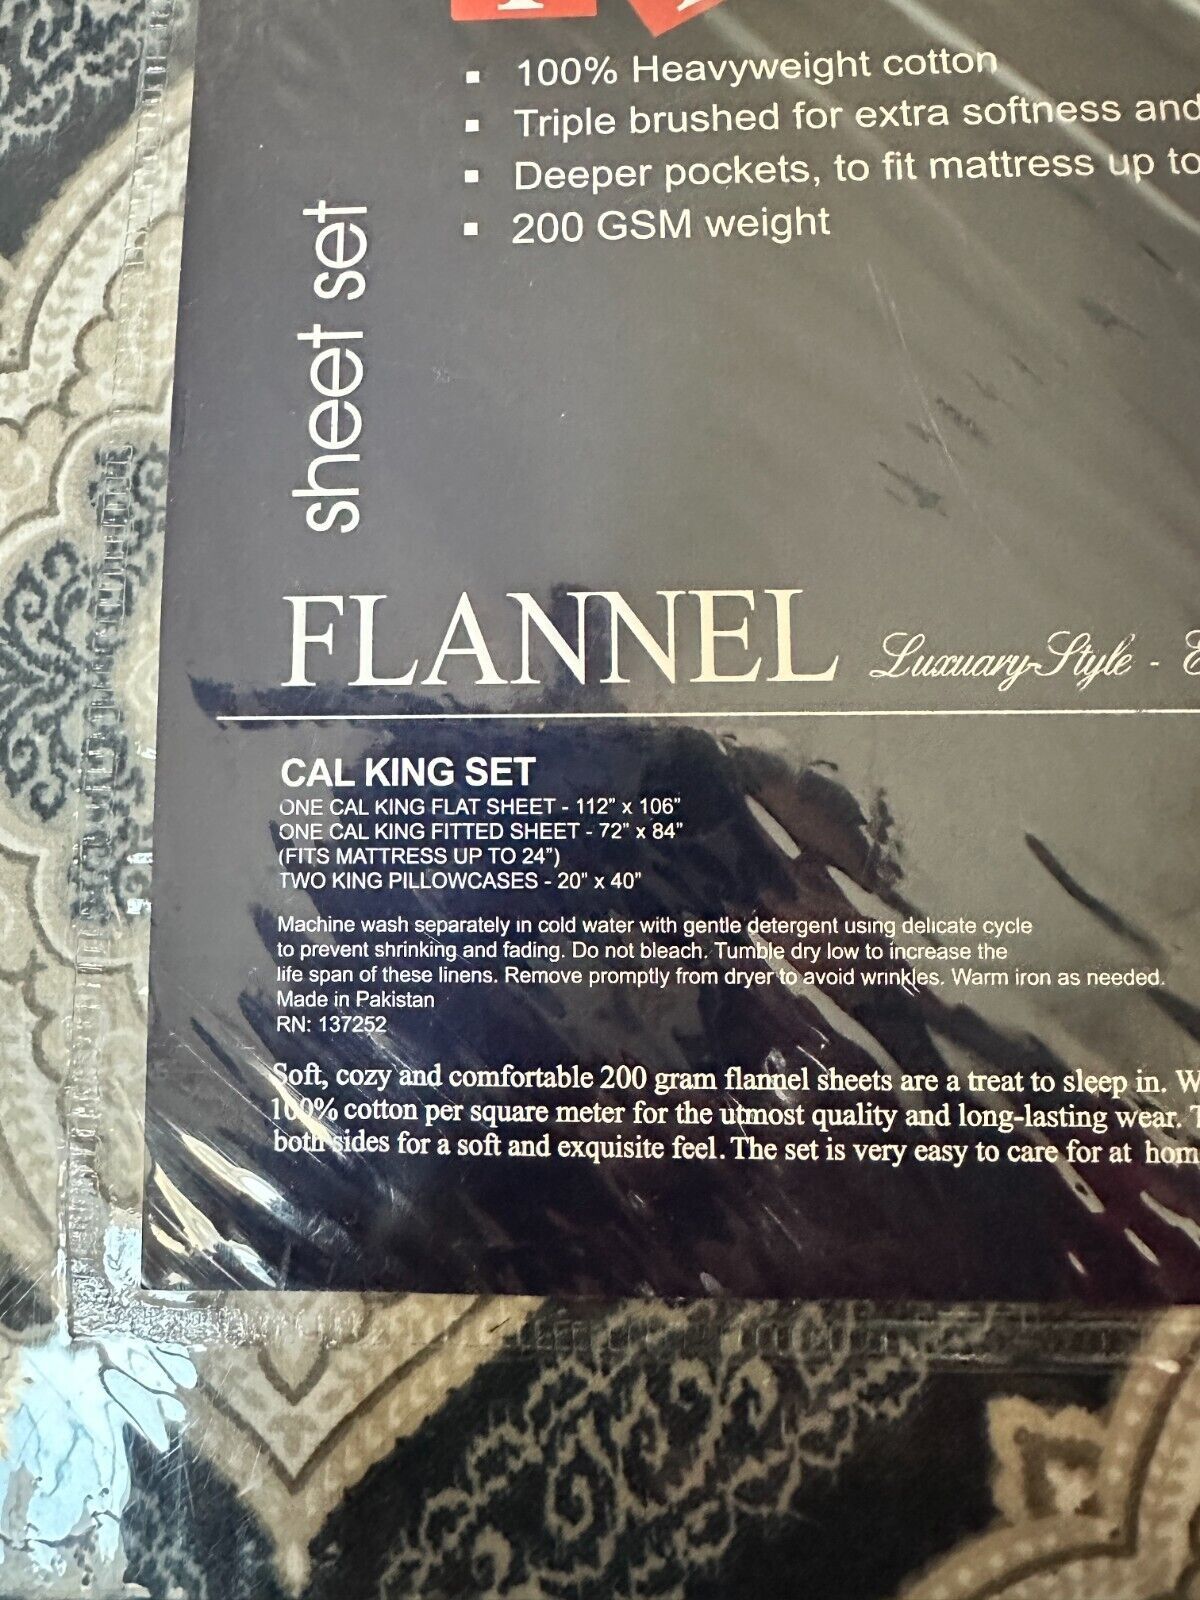 ▪ 100% Heavyweight cotton
▪ Triple brushed for extra softness and
▪ Deeper pockets, to fit mattress up to
▪ 200 GSM weight
sheet set
FLANNEL Luxuary-Style -
CAL KING SET
ONE CAL KING FLAT SHEET - 112" x 106"
ONE CAL KING FITTED SHEET - 72" x 84"
(FITS MATTRESS UP TO 24")
TWO KING PILLOWCASES - 20" x 40"
Machine wash separately in cold water with gentle detergent using delicate cycle
to prevent shrinking and fading. Do not bleach. Tumble dry low to increase the
life span of these linens. Remove promptly from dryer to avoid wrinkles. Warm iron as needed.
Made in Pakistan
RN: 137252
Soft, cozy and comfortable 200 gram flannel sheets are a treat to sleep in.
100% cotton per square meter for the utmost quality and long-lasting wear.
both sides for a soft and exquisite feel. The set is very easy to care for at